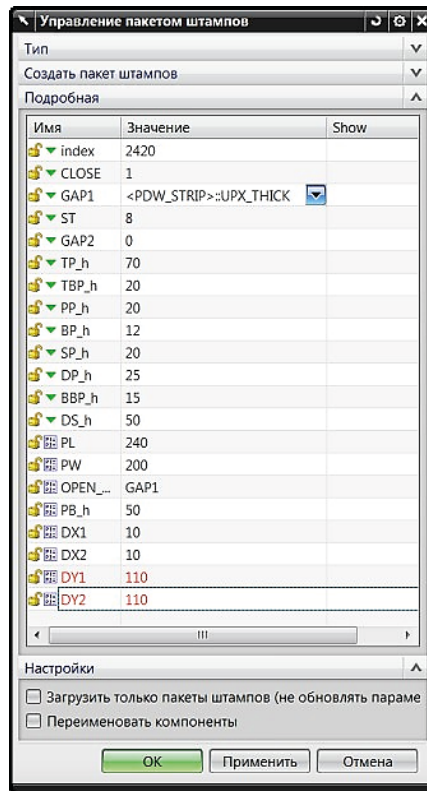 Управление пакетом штампов
Тип
Создать пакет штампов
Подробная
Имя Значение Show
index 2420
CLOSE 1
GAP1 <PDW_STRIP>::UPX_THICK
ST 8
GAP2 0
TP_h 70
TBP_h 20
PP_h 20
BP_h 12
SP_h 20
DP_h 25
BBP_h 15
DS_h 50
PL 240
PW 200
OPEN_... GAP1
PB_h 50
DX1 10
DX2 10
DY1 110
DY2 110
Настройки
Загрузить только пакеты штампов (не обновлять параме
Переименовать компоненты
OK Применить Отмена